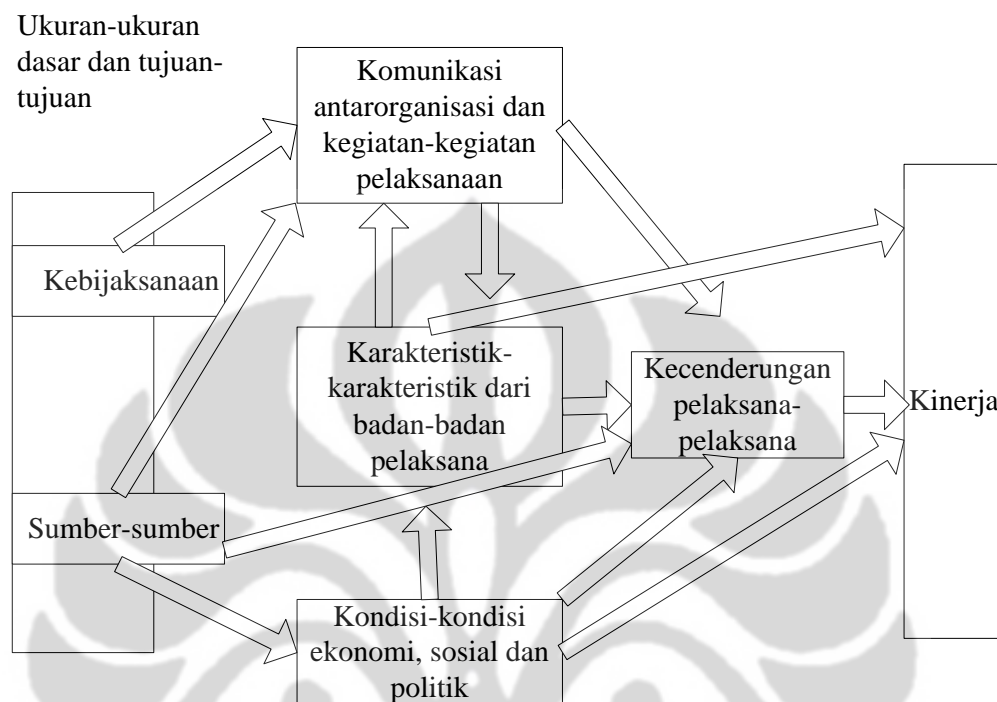 Ukuran-ukuran
dasar dan tujuan-
tujuan
Komunikasi
antarorganisasi dan
kegiatan-kegiatan
pelaksanaan
Kebijaksanaan
Karakteristik-
karakteristik dari
badan-badan
pelaksana
Kecenderungan
pelaksana-
pelaksana
Kinerja
Sumber-sumber
Kondisi-kondisi
ekonomi, sosial dan
politik